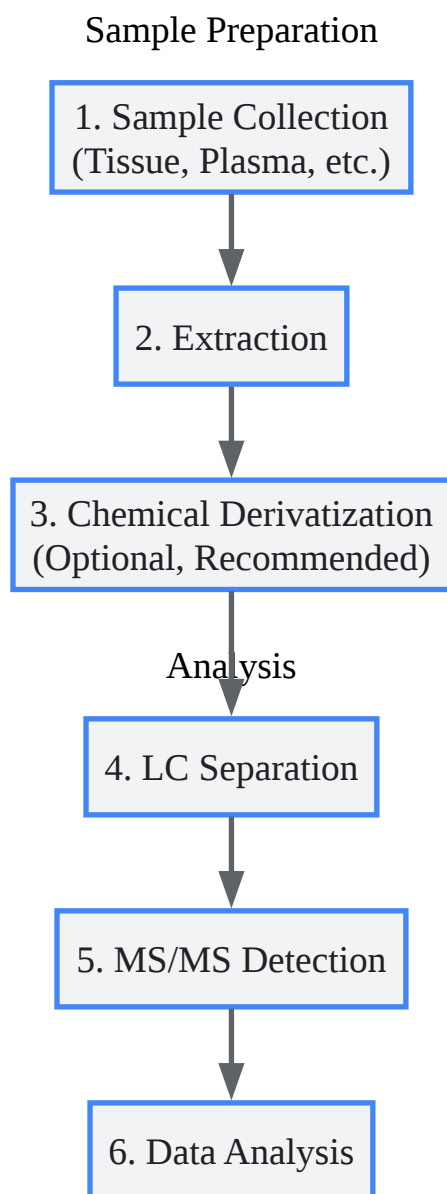 Sample Preparation
1. Sample Collection
(Tissue, Plasma, etc.)
2. Extraction
3. Chemical Derivatization
(Optional, Recommended)
Analysis
4. LC Separation
5. MS/MS Detection
6. Data Analysis